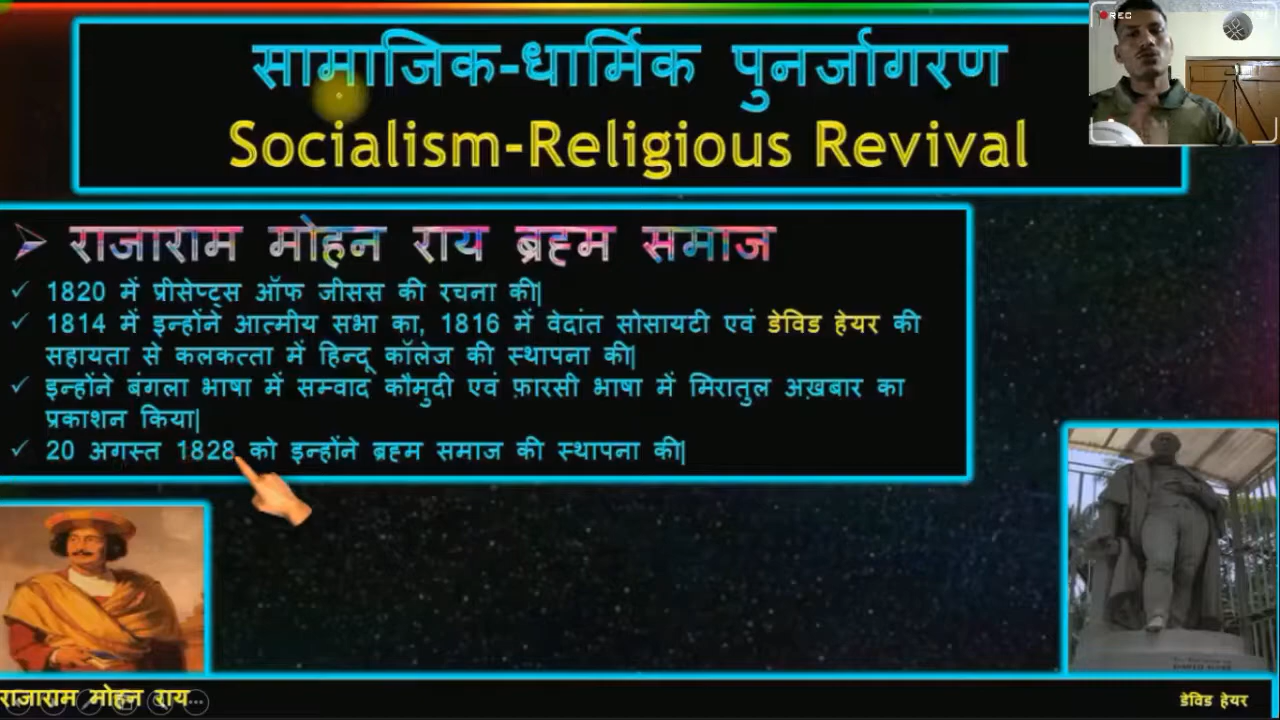 REC
सामाजिक-धार्मिक पुनर्जागरण
Socialism-Religious Revival
राजाराम मोहन राय ब्रह्म समाज
1820 में प्रीसेप्ट्स ऑफ जीसस की रचना की|
1814 में इन्होंने आत्मीय सभा का, 1816 में वेदांत सोसायटी एवं डेविड हेयर की
सहायता से कलकत्ता में हिन्दू कॉलेज की स्थापना की|
इन्होंने बंगला भाषा में सम्वाद कौमुदी एवं फ़ारसी भाषा में मिरातुल अख़बार का
प्रकाशन किया|
20 अगस्त 1828 को इन्होंने ब्रह्म समाज की स्थापना की|
राजाराम मोहन राय
डेविड हेयर